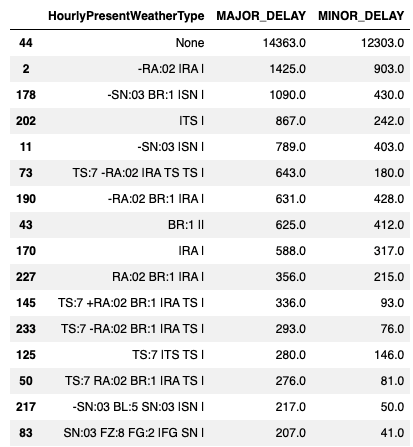 HourlyPresentWeatherType MAJOR_DELAY MINOR_DELAY
44 None 14363.0 12303.0
2 -RA:02 |RA | 1425.0 903.0
178 -SN:03 BR:1 |SN | 1090.0 430.0
202 |TS | 867.0 242.0
11 -SN:03 |SN | 789.0 403.0
73 TS:7 -RA:02 |RA TS TS | 643.0 180.0
190 -RA:02 BR:1 |RA | 631.0 428.0
43 BR:1 || 625.0 412.0
170 |RA | 588.0 317.0
227 RA:02 BR:1 |RA | 356.0 215.0
145 TS:7 +RA:02 BR:1 |RA TS | 336.0 93.0
233 TS:7 -RA:02 BR:1 |RA TS | 293.0 76.0
125 TS:7 |TS TS | 280.0 146.0
50 TS:7 RA:02 BR:1 |RA TS | 276.0 81.0
217 -SN:03 BL:5 SN:03 |SN | 217.0 50.0
83 SN:03 FZ:8 FG:2 |FG SN | 207.0 41.0